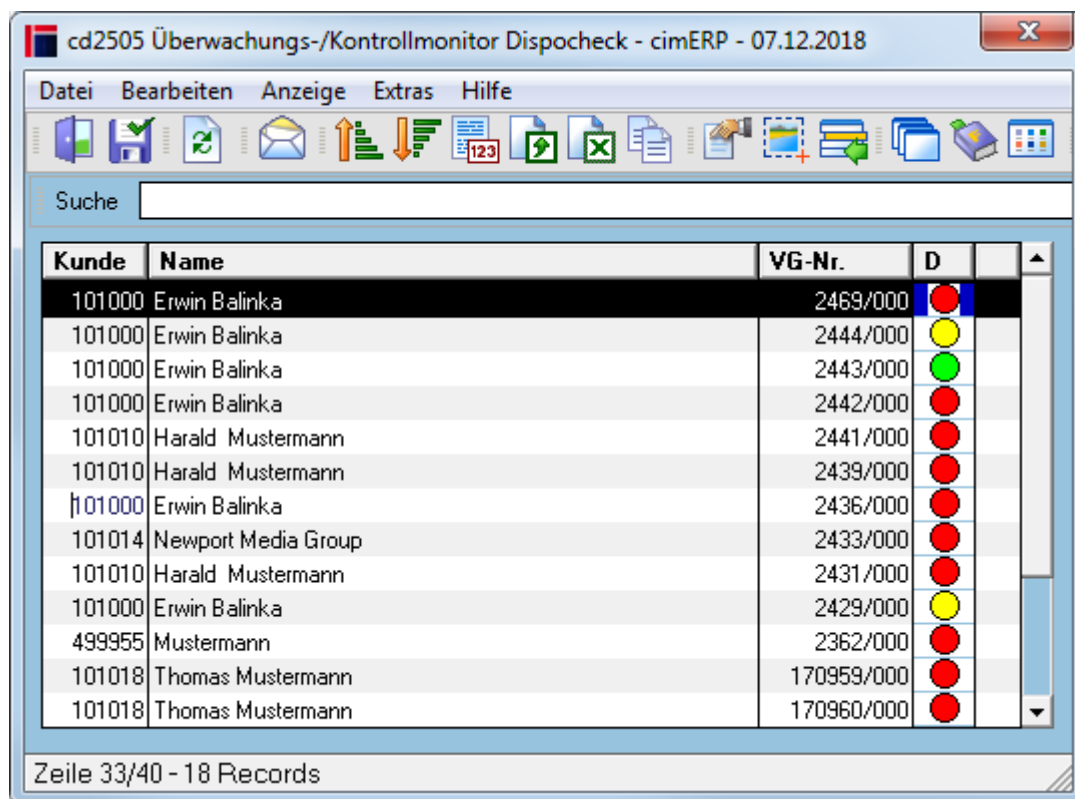 cd2505 Überwachungs-/Kontrollmonitor Dispocheck - cimERP - 07.12.2018
Datei Bearbeiten Anzeige Extras Hilfe
123
Suche
Kunde Name VG-Nr. D
101000 Erwin Balinka 2469/000
101000 Erwin Balinka 2444/000
101000 Erwin Balinka 2443/000
101000 Erwin Balinka 2442/000
101010 Harald Mustermann 2441/000
101010 Harald Mustermann 2439/000
101000 Erwin Balinka 2436/000
101014 Newport Media Group 2433/000
101010 Harald Mustermann 2431/000
101000 Erwin Balinka 2429/000
499955 Mustermann 2362/000
101018 Thomas Mustermann 170959/000
101018 Thomas Mustermann 170960/000
Zeile 33/40 - 18 Records